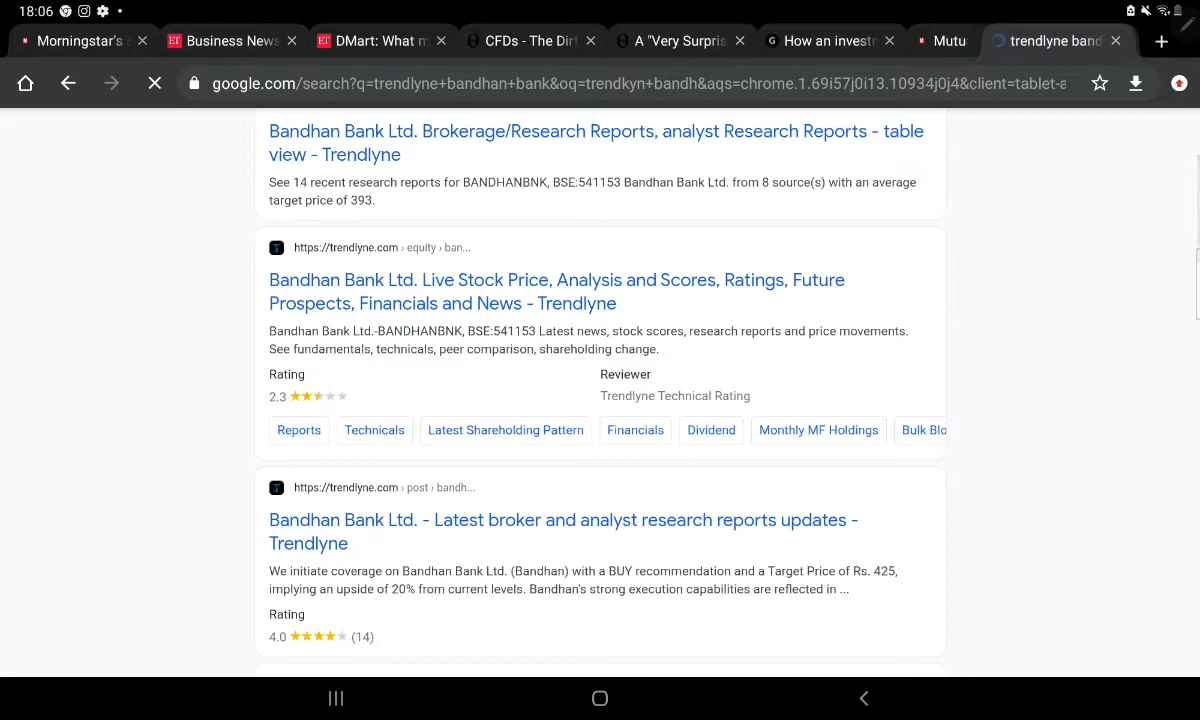 18:06
Morningstar's
Business News
DMart: What m
CFDs - The Dir
A "Very Surpris
How an invest
Mutu
trendlyne band
google.com/search?q=trendlyne+bandhan+bank&oq=trendkyn+bandh&aqs=chrome.1.69i57j0i13.10934j0j4&client=tablet-a
Bandhan Bank Ltd. Brokerage/Research Reports, analyst Research Reports - table
view - Trendlyne
See 14 recent research reports for BANDHANBNK, BSE:541153 Bandhan Bank Ltd. from 8 source(s) with an average
target price of 393.
https://trendlyne.com › equity › ban...
Bandhan Bank Ltd. Live Stock Price, Analysis and Scores, Ratings, Future
Prospects, Financials and News - Trendlyne
Bandhan Bank Ltd.-BANDHANBNK, BSE:541153 Latest news, stock scores, research reports and price movements.
See fundamentals, technicals, peer comparison, shareholding change.
Rating Reviewer
2.3 Trendlyne Technical Rating
Reports Technicals Latest Shareholding Pattern Financials Dividend Monthly MF Holdings Bulk Blo
https://trendlyne.com › post › bandh...
Bandhan Bank Ltd. - Latest broker and analyst research reports updates -
Trendlyne
We initiate coverage on Bandhan Bank Ltd. (Bandhan) with a BUY recommendation and a Target Price of Rs. 425,
implying an upside of 20% from current levels. Bandhan's strong execution capabilities are reflected in ...
Rating
4.0 (14)